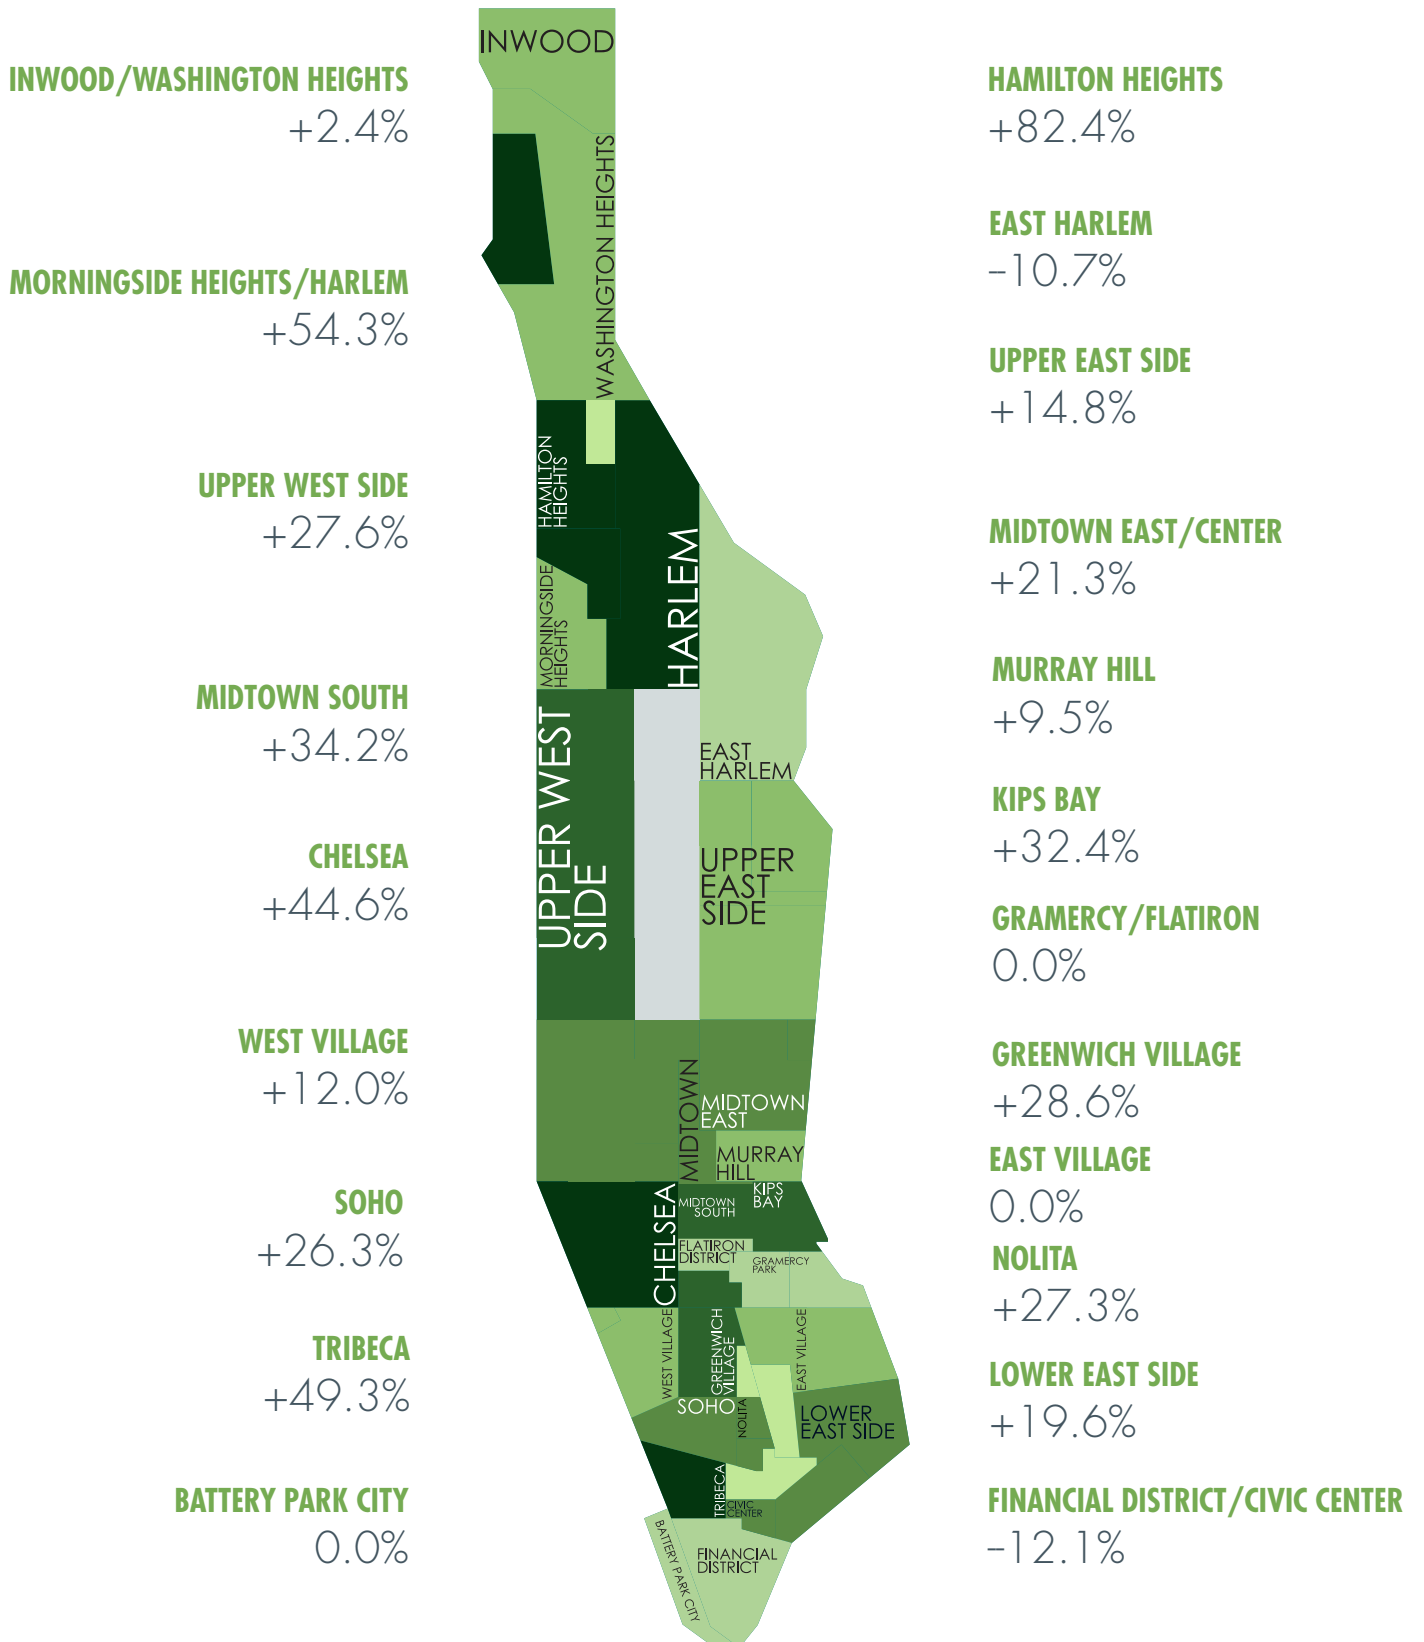 INWOOD/WASHINGTON HEIGHTS
+2.4%
MORNINGSIDE HEIGHTS/HARLEM
+54.3%
UPPER WEST SIDE
+27.6%
MIDTOWN SOUTH
+34.2%
CHELSEA
+44.6%
WEST VILLAGE
+12.0%
SOHO
+26.3%
TRIBECA
+49.3%
BATTERY PARK CITY
0.0%
INWOOD
WASHINGTON HEIGHTS
HAMILTON
HEIGHTS
HARLEM
MORNINGSIDE
HEIGHTS
UPPER WEST
SIDE
EAST
HARLEM
UPPER
EAST
SIDE
MIDTOWN
MIDTOWN
EAST
MURRAY
HILL
CHELSEA
MIDTOWN
SOUTH
KIPS
BAY
FLATIRON
DISTRICT
GRAMERCY
PARK
WEST VILLAGE
GREENWICH
VILLAGE
EAST VILLAGE
SOHO
NOLITA
LOWER
EAST SIDE
TRIBECA
CIVIC
CENTER
BATTERY PARK CITY
FINANCIAL
DISTRICT
HAMILTON HEIGHTS
+82.4%
EAST HARLEM
–10.7%
UPPER EAST SIDE
+14.8%
MIDTOWN EAST/CENTER
+21.3%
MURRAY HILL
+9.5%
KIPS BAY
+32.4%
GRAMERCY/FLATIRON
0.0%
GREENWICH VILLAGE
+28.6%
EAST VILLAGE
0.0%
NOLITA
+27.3%
LOWER EAST SIDE
+19.6%
FINANCIAL DISTRICT/CIVIC CENTER
–12.1%